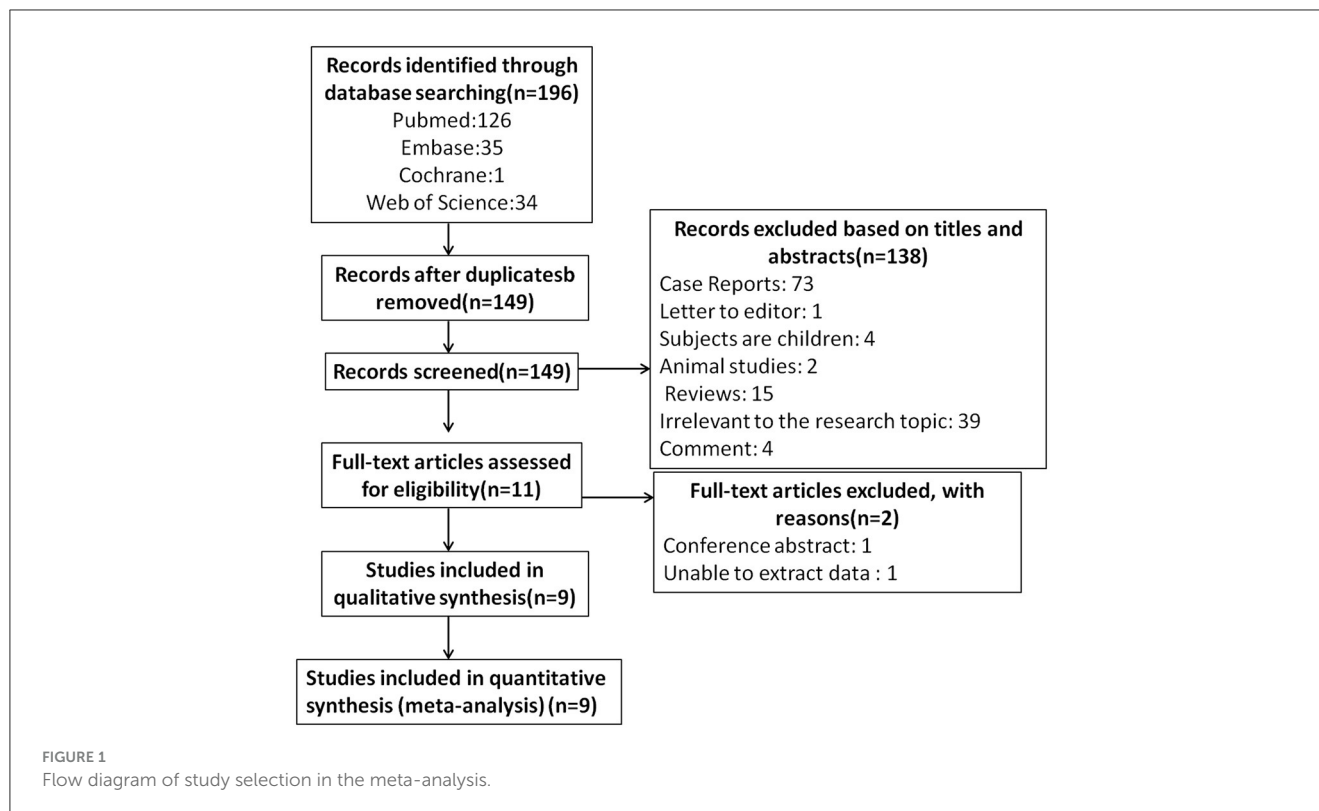 Records identified through
database searching(n=196)
Pubmed:126
Embase:35
Cochrane:1
Web of Science:34
Records after duplicatesb
removed(n=149)
Records screened(n=149)
Records excluded based on titles and
abstracts(n=138)
Case Reports: 73
Letter to editor: 1
Subjects are children: 4
Animal studies: 2
Reviews: 15
Irrelevant to the research topic: 39
Comment: 4
Full-text articles assessed
for eligibility(n=11)
Full-text articles excluded, with
reasons(n=2)
Conference abstract: 1
Unable to extract data : 1
Studies included in
qualitative synthesis(n=9)
Studies included in quantitative
synthesis (meta-analysis) (n=9)
FIGURE 1
Flow diagram of study selection in the meta-analysis.